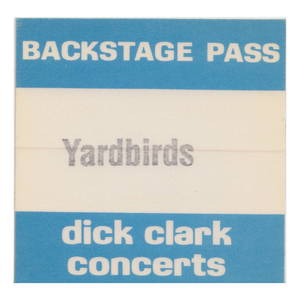 BACKSTAGE PASS
Yardbirds
dick clark
concerts